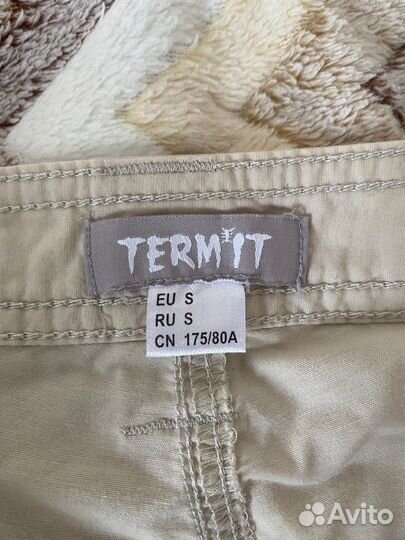 TERMIT
EU S
RU S
CN 175/80A
Avito